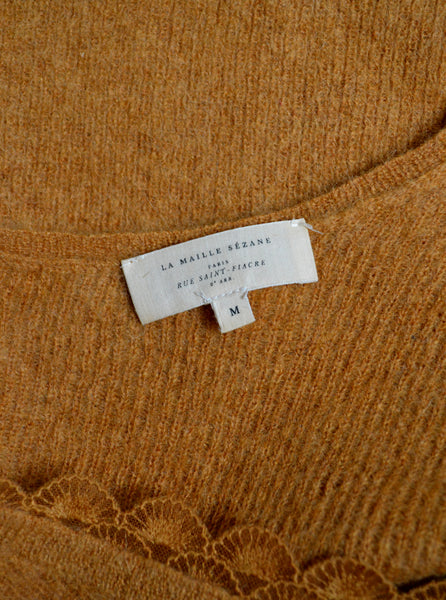 LA MAILLE SÉZANE
PARIS
RUE SAINT-FIACRE
2e ARR.
M